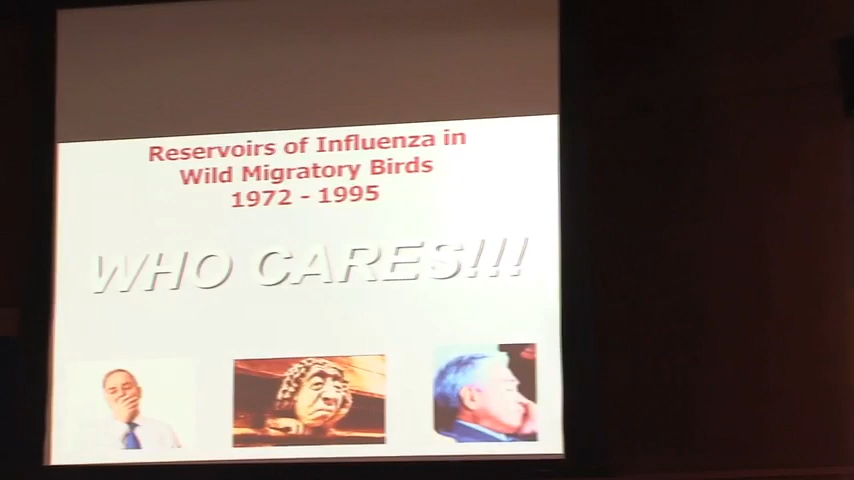 Reservoirs of Influenza in
Wild Migratory Birds
1972 - 1995
WHO CARES!!!